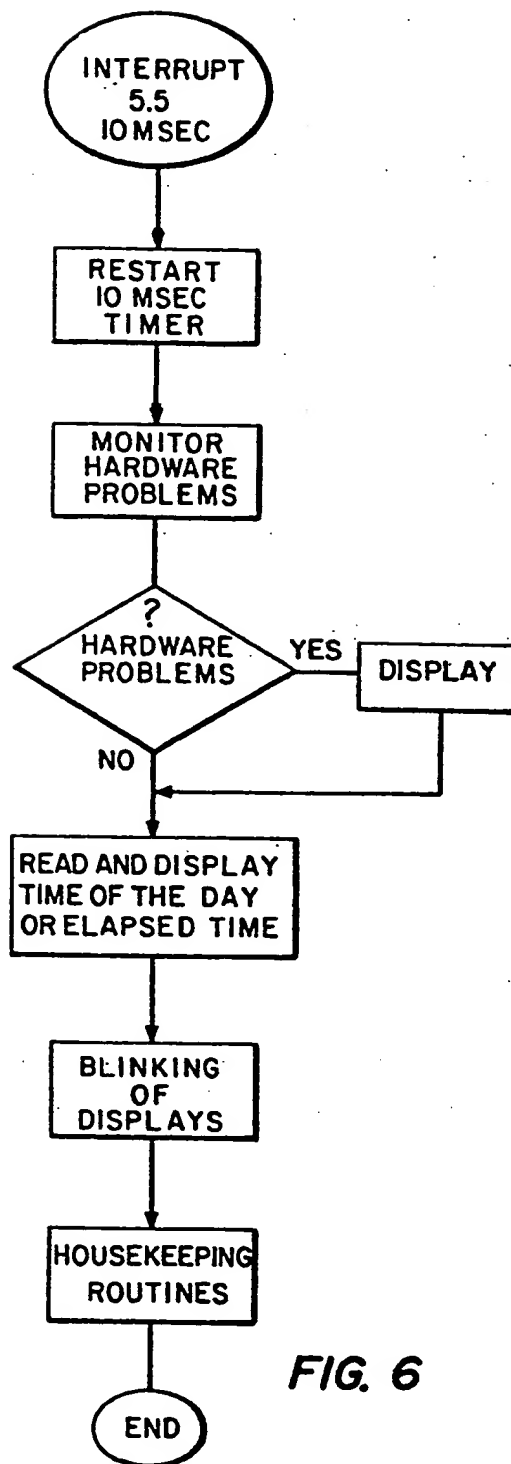 INTERRUPT
5.5
10 MSEC
RESTART
10 MSEC
TIMER
MONITOR
HARDWARE
PROBLEMS
?
HARDWARE
PROBLEMS
YES
DISPLAY
NO
READ AND DISPLAY
TIME OF THE DAY
OR ELAPSED TIME
BLINKING
OF
DISPLAYS
HOUSEKEEPING
ROUTINES
END
FIG. 6